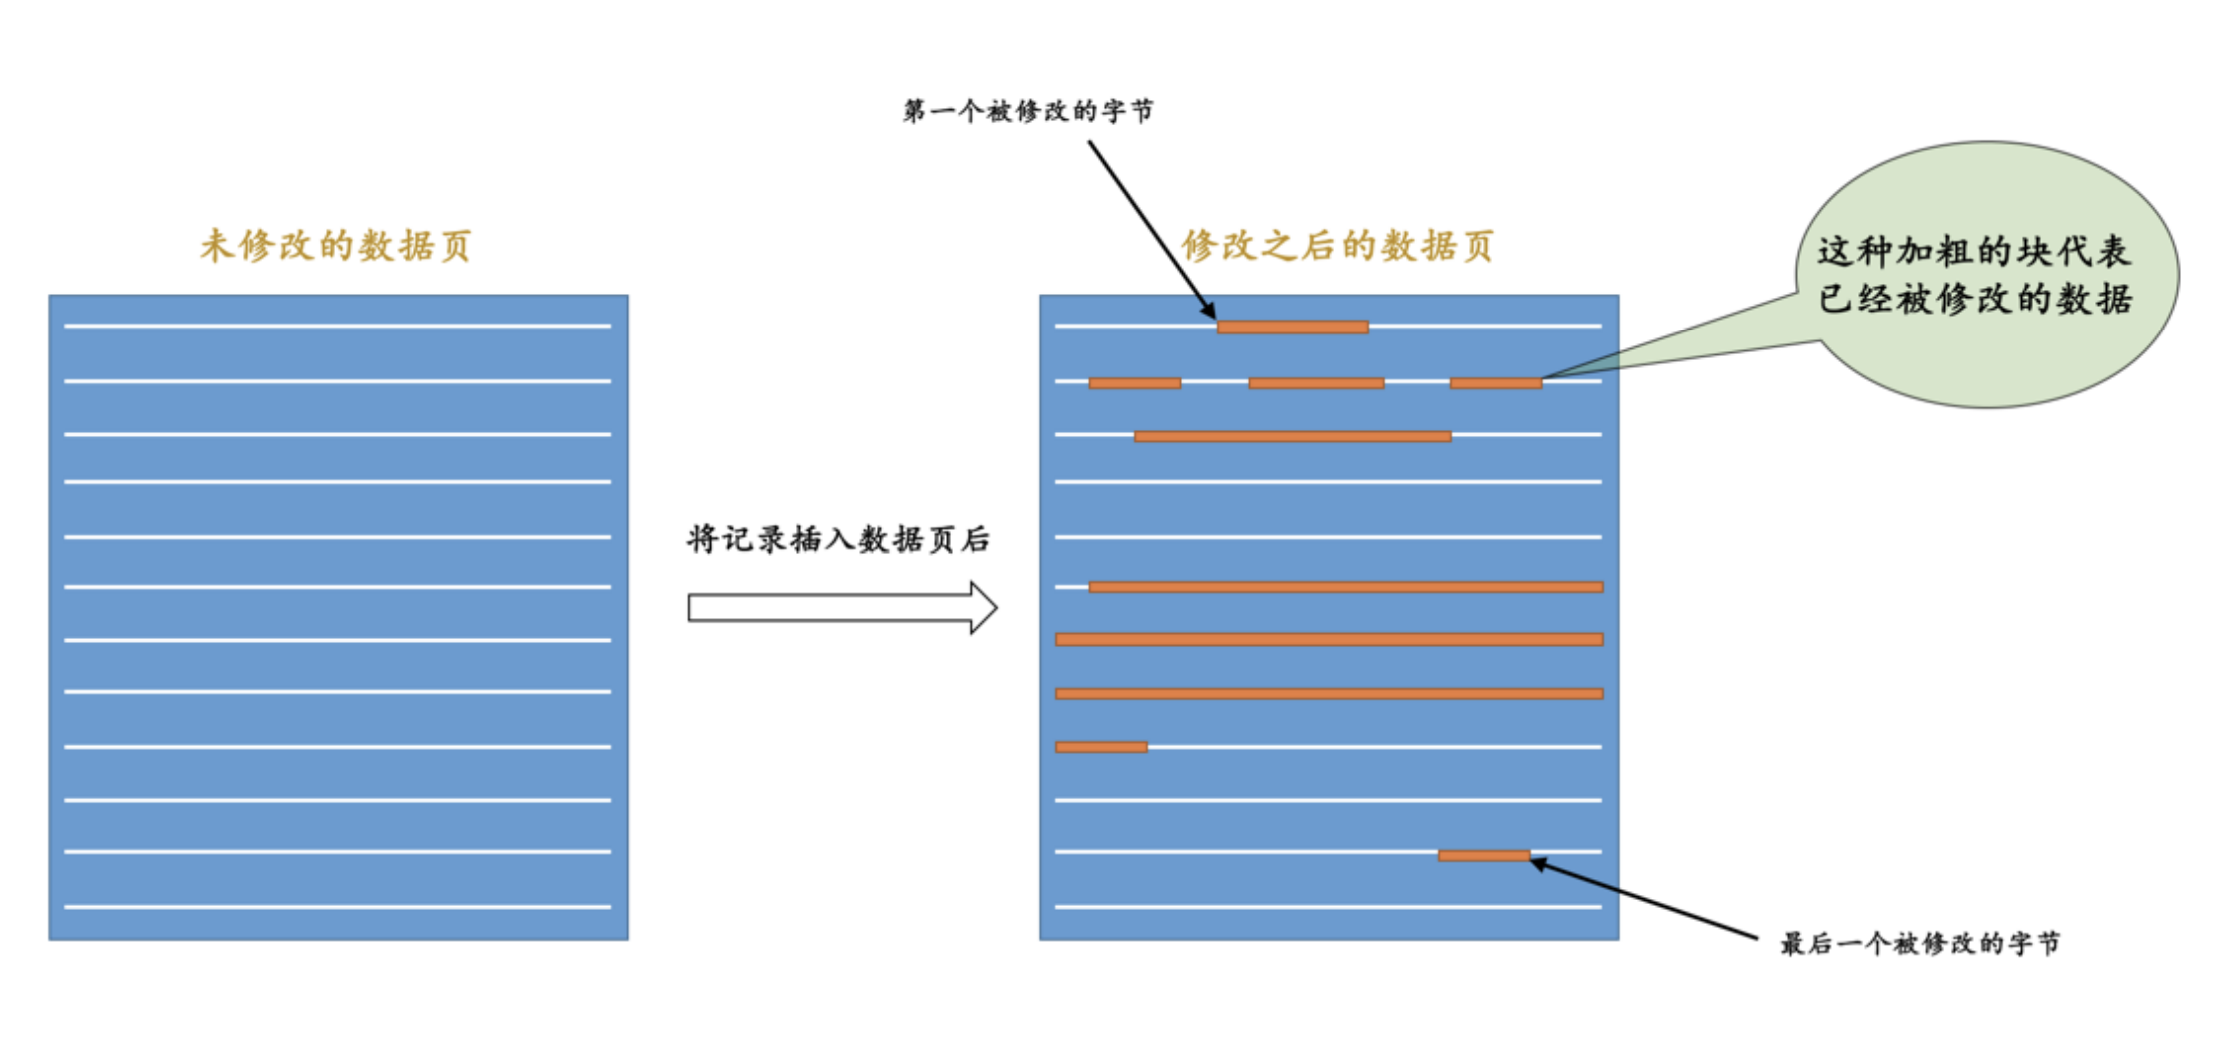 第一个被修改的字节
未修改的数据页
修改之后的数据页
这种加粗的块代表
已经被修改的数据
将记录插入数据页后
最后一个被修改的字节